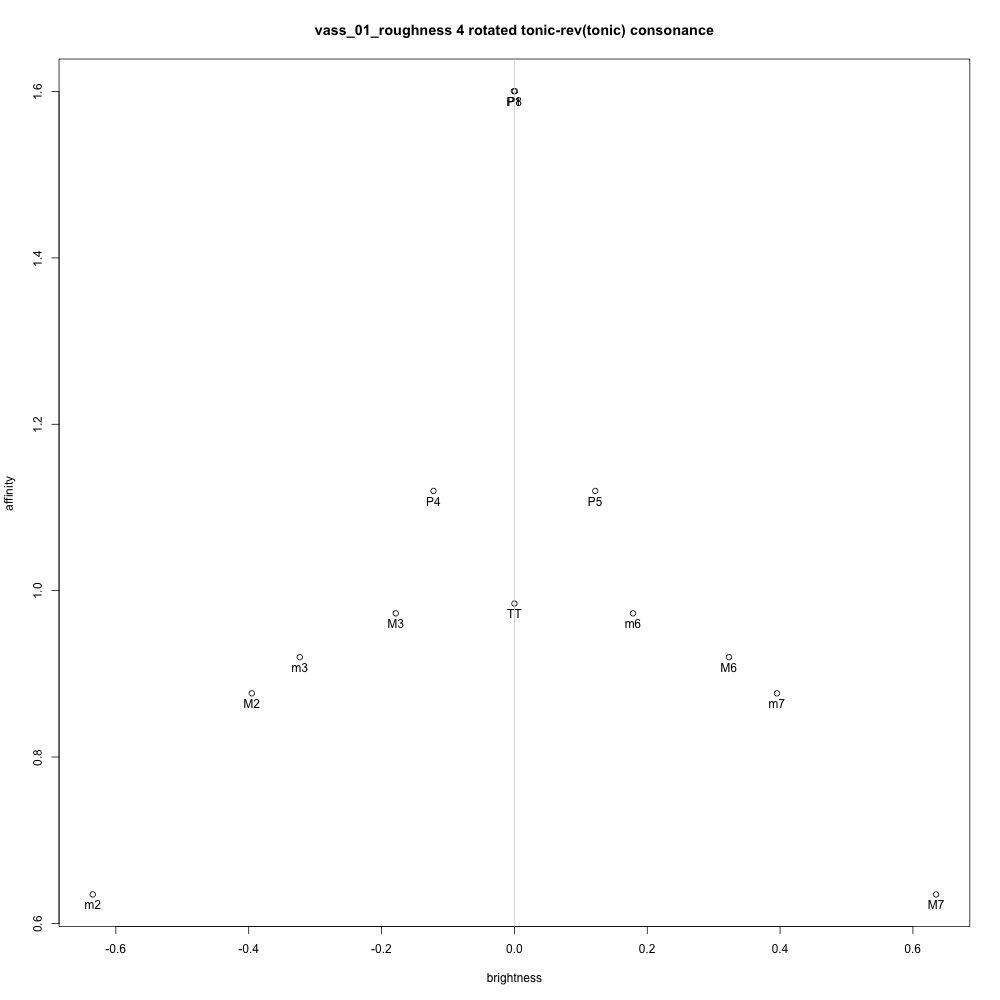 vass_01_roughness 4 rotated tonic-rev(tonic) consonance
1.6
P1
P8
1.4
1.2
affinity
P4
P5
1.0
TT
M3
m6
m3
M6
M2
m7
0.8
m2
M7
0.6
-0.6
-0.4
-0.2
0.0
0.2
0.4
0.6
brightness